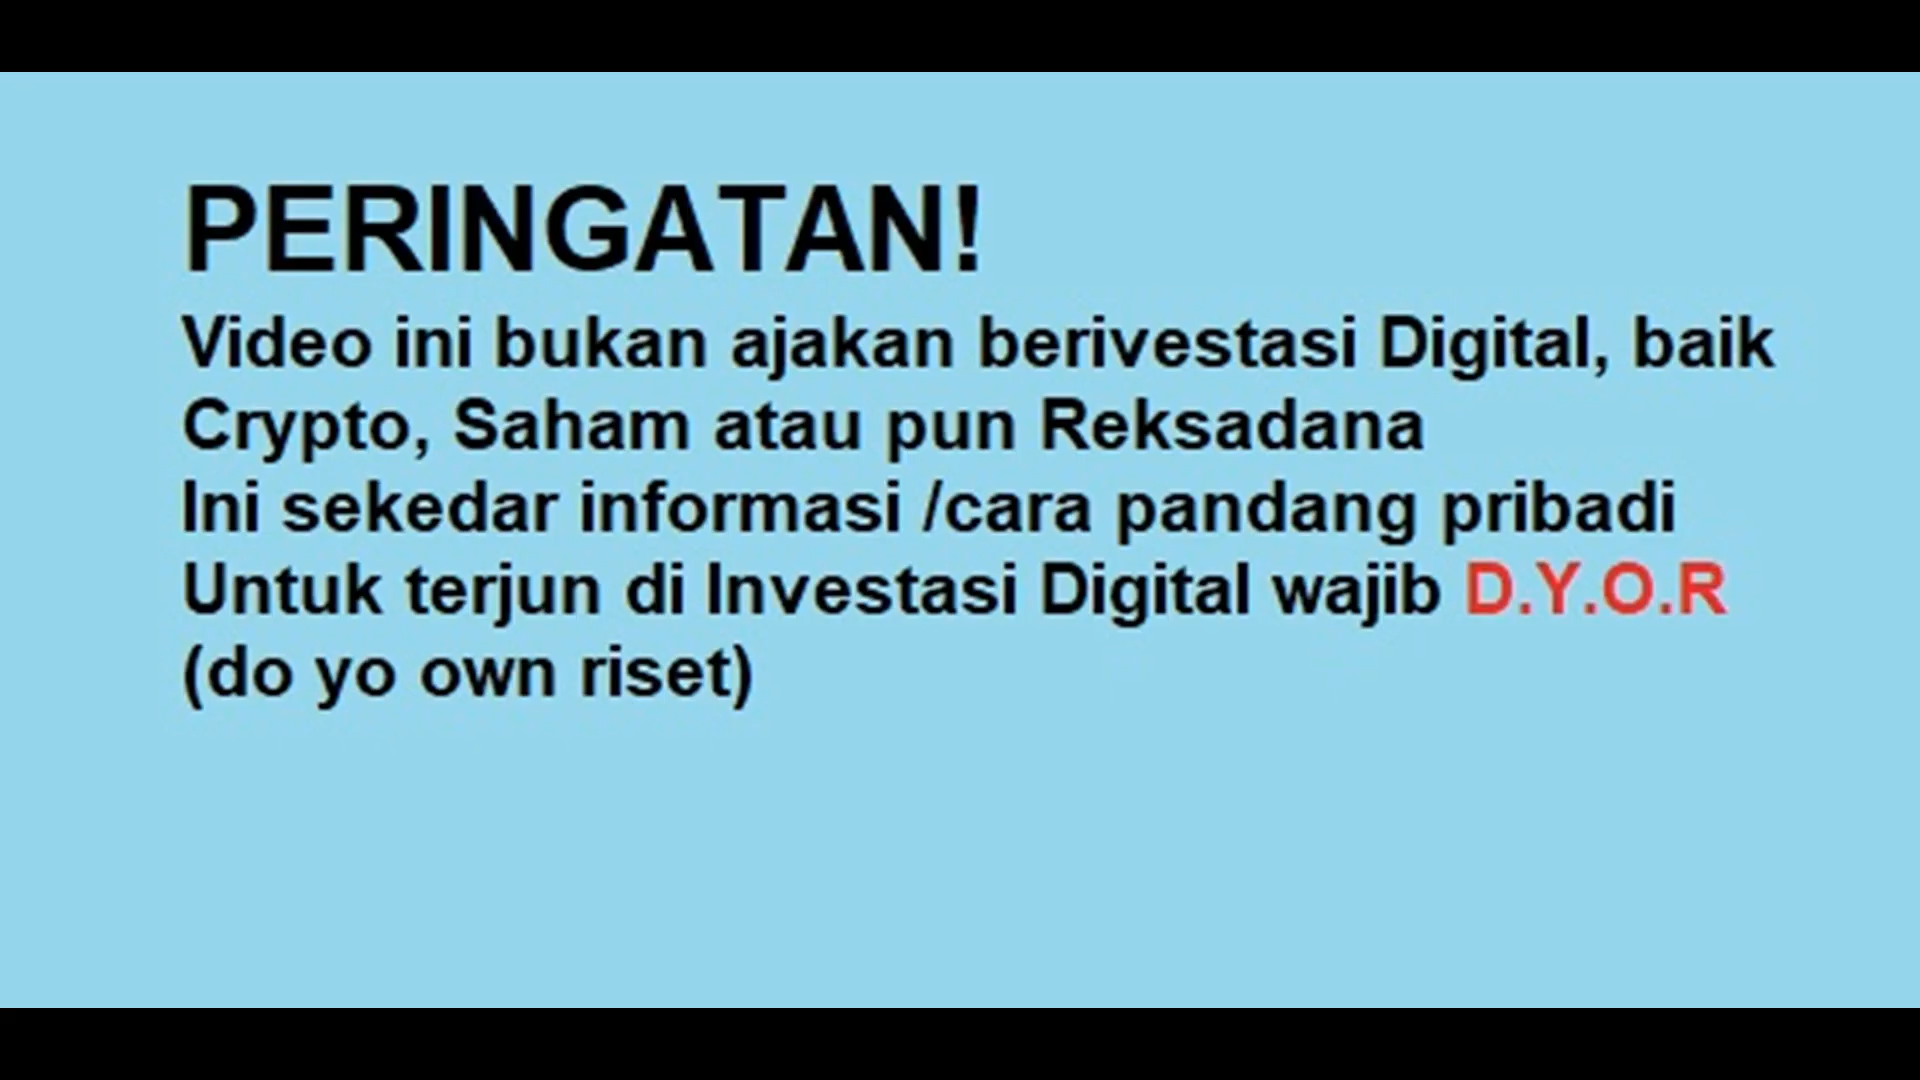 PERINGATAN!
Video ini bukan ajakan berivestasi Digital, baik
Crypto, Saham atau pun Reksadana
Ini sekedar informasi /cara pandang pribadi
Untuk terjun di Investasi Digital wajib D.Y.O.R
(do yo own riset)